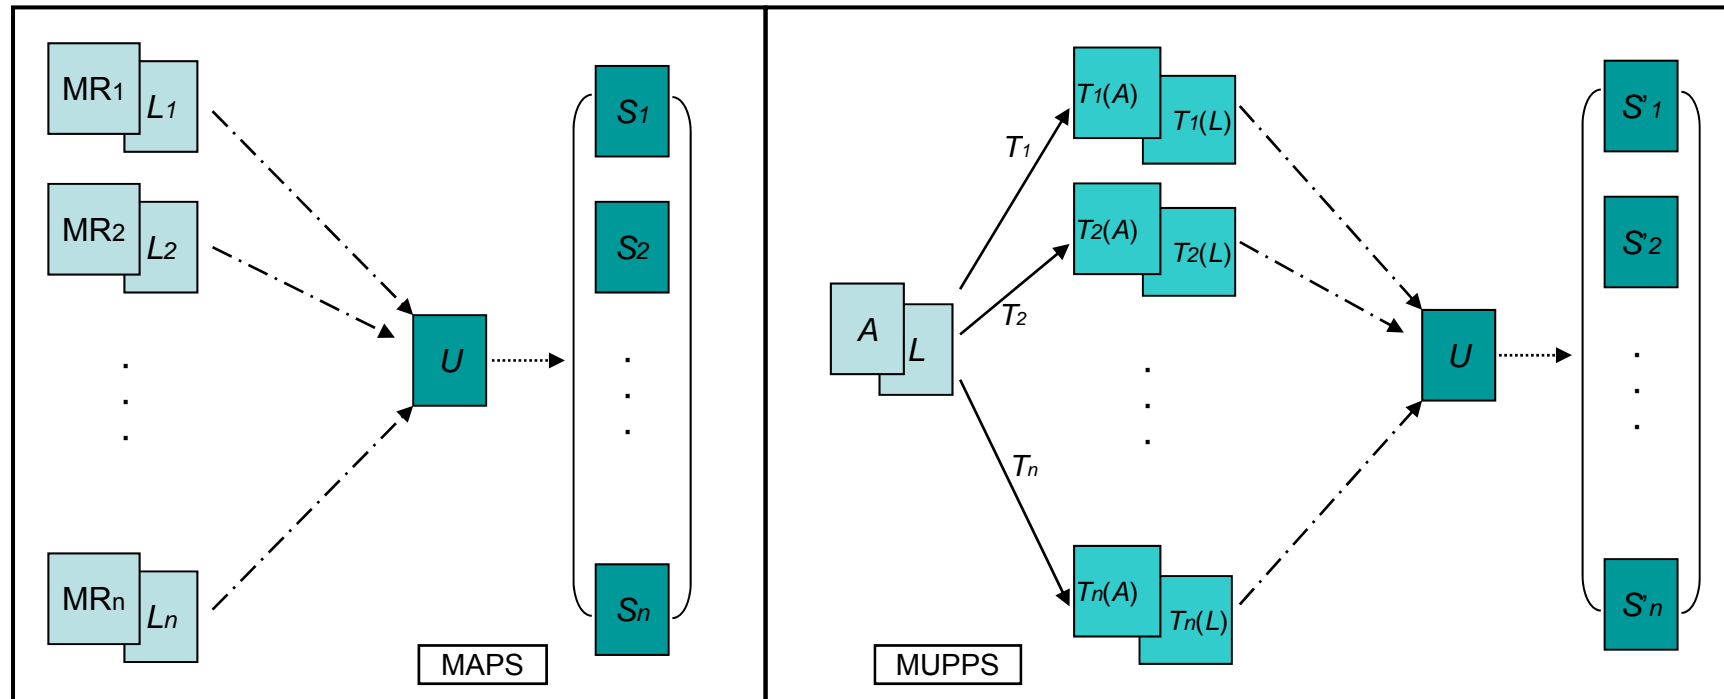 MR1
L1
MR2
L2
.
.
.
MRn
Ln
U
S1
S2
.
.
.
Sn
MAPS
A
L
T1
T2
Tn
T1(A)
T1(L)
T2(A)
T2(L)
.
.
.
Tn(A)
Tn(L)
U
S'1
S'2
.
.
.
S'n
MUPPS